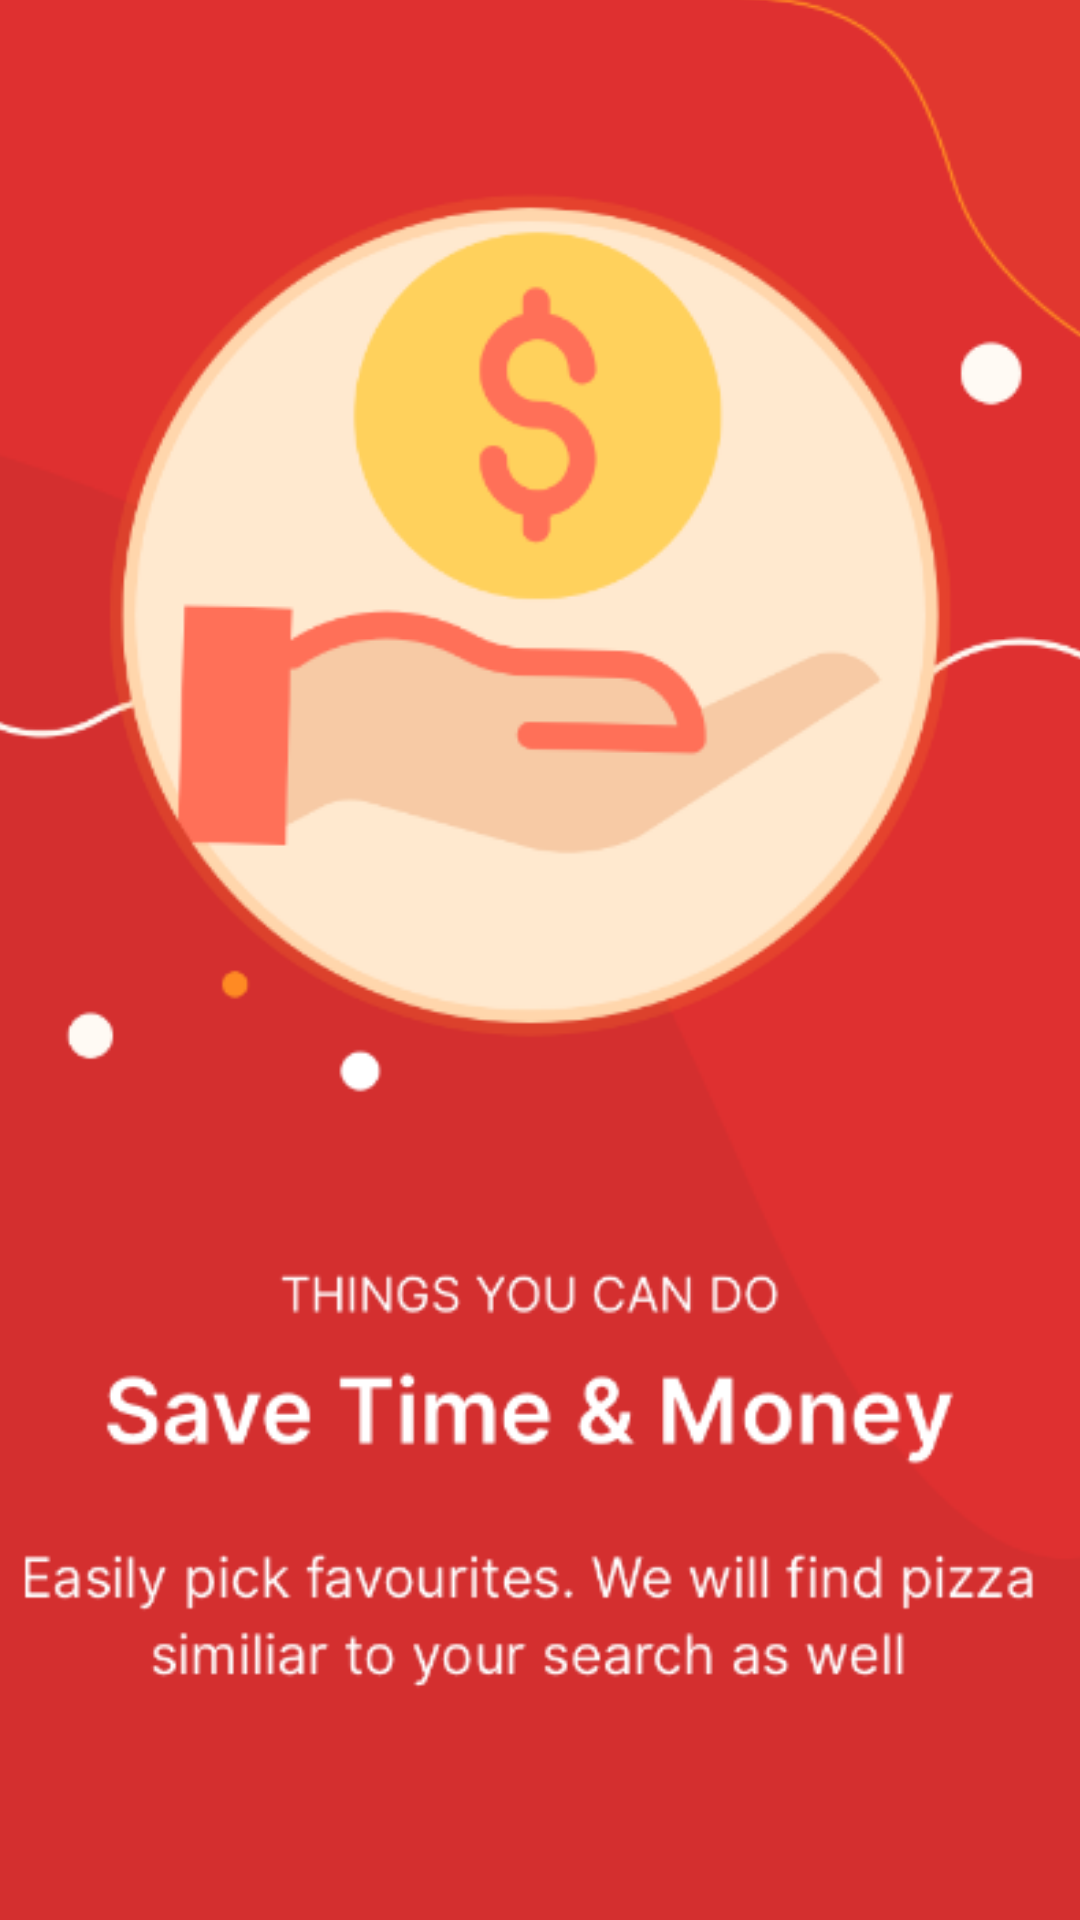 $
THINGS YOU CAN DO
Save Time & Money
Easily pick favourites. We will find pizza
similiar to your search as well